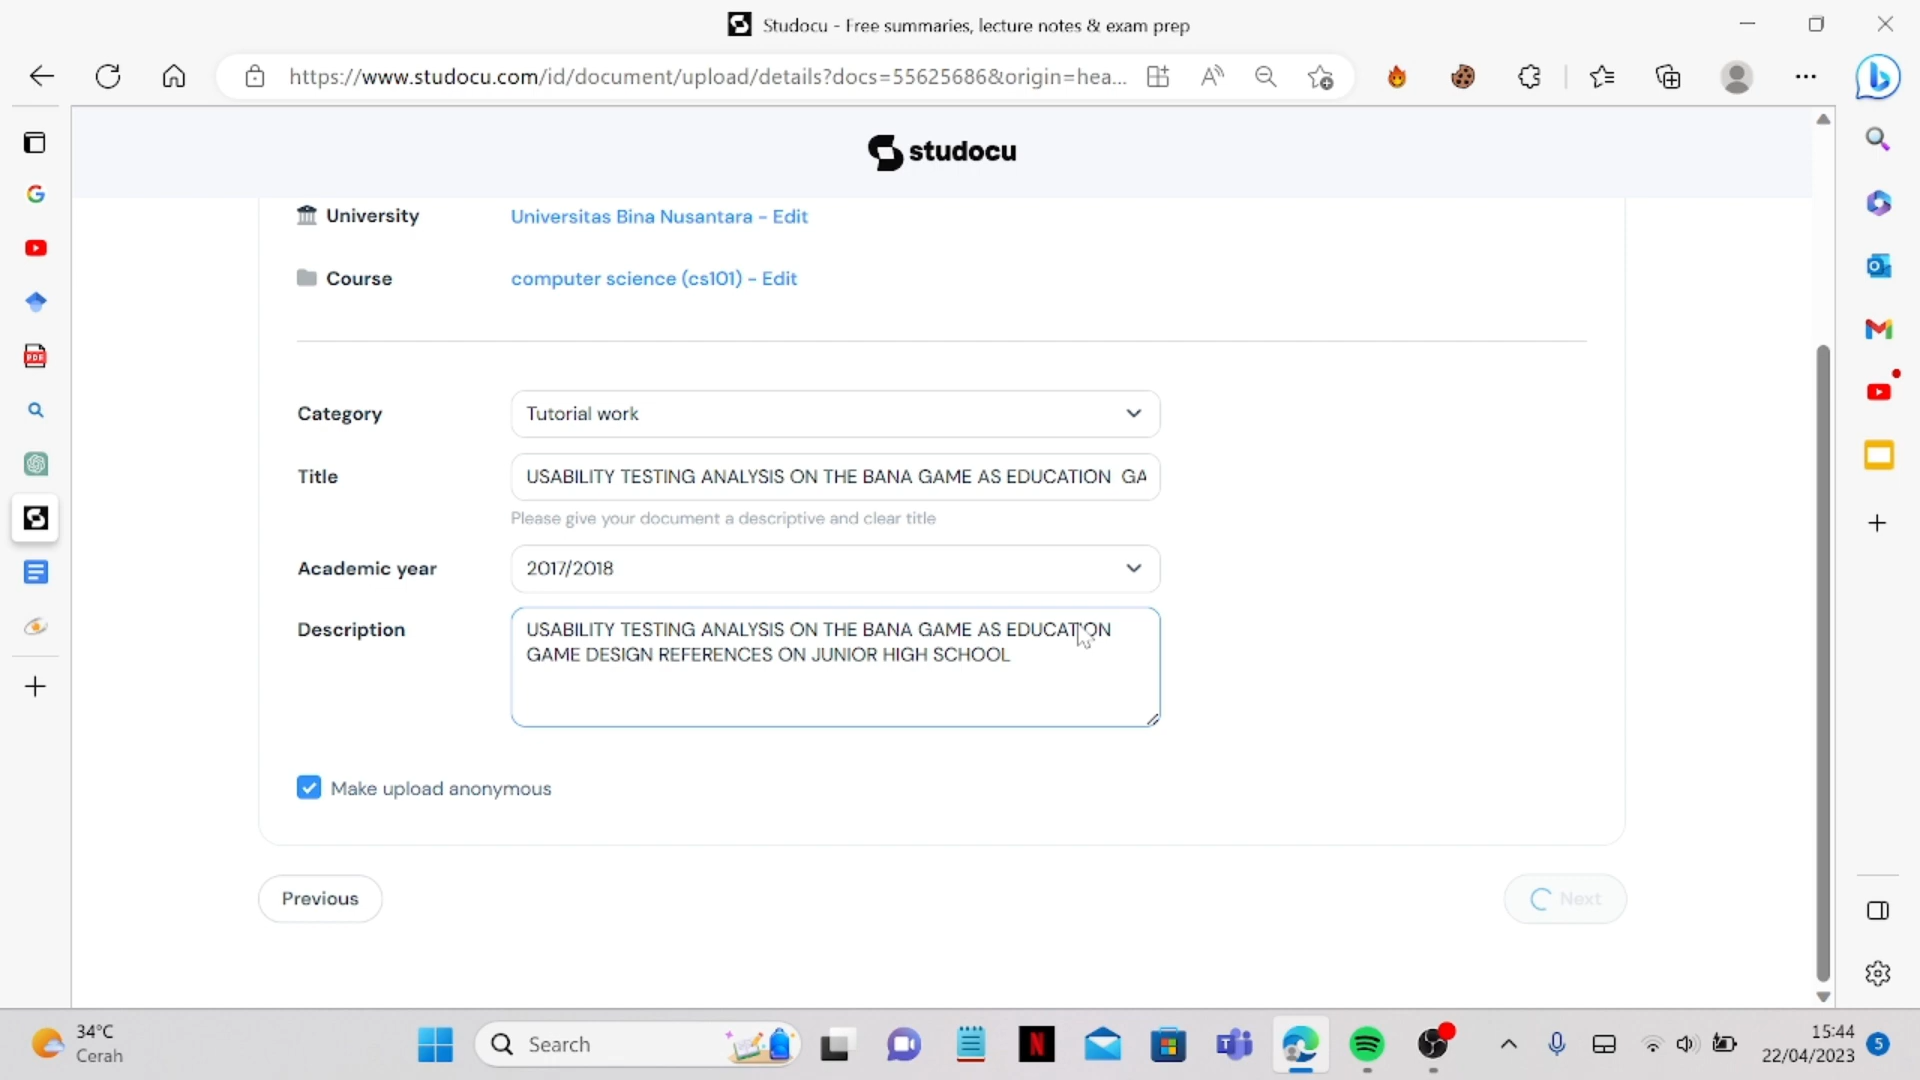 Studocu - Free summaries, lecture notes & exam prep
https://www.studocu.com/id/document/upload/details?docs=55625686&origin=hea...
studocu
University
Universitas Bina Nusantara - Edit
Course
computer science (cs101) - Edit
Category
Tutorial work
Title
USABILITY TESTING ANALYSIS ON THE BANA GAME AS EDUCATION  GA
Please give your document a descriptive and clear title
Academic year
2017/2018
Description
USABILITY TESTING ANALYSIS ON THE BANA GAME AS EDUCATION
GAME DESIGN REFERENCES ON JUNIOR HIGH SCHOOL
Make upload anonymous
Previous
Next
34°C
Cerah
Search
15:44
22/04/2023
5